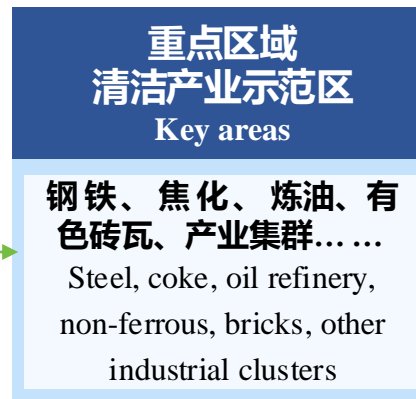 重点区域
清洁产业示范区
Key areas
钢铁、焦化、炼油、有
色砖瓦、产业集群... ...
Steel, coke, oil refinery,
non-ferrous, bricks, other
industrial clusters